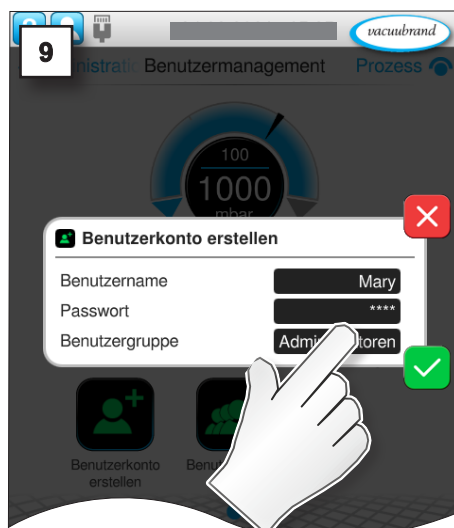 9
vacuubrand
Benutzermanagement
Prozess
100
1000
mbar
Benutzerkonto erstellen
Benutzername
Mary
Passwort
****
Benutzergruppe
Benutzerkonto
erstellen